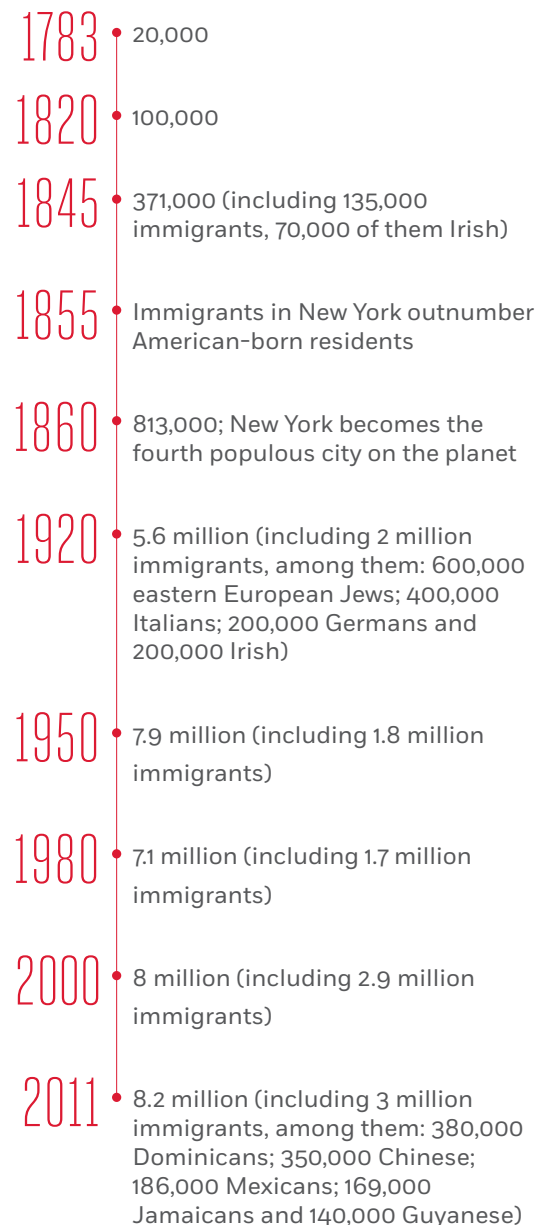 1783
20,000
1820
100,000
1845
371,000 (including 135,000
immigrants, 70,000 of them Irish)
1855
Immigrants in New York outnumber
American-born residents
1860
813,000; New York becomes the
fourth populous city on the planet
1920
5.6 million (including 2 million
immigrants, among them: 600,000
eastern European Jews; 400,000
Italians; 200,000 Germans and
200,000 Irish)
1950
7.9 million (including 1.8 million
immigrants)
1980
7.1 million (including 1.7 million
immigrants)
2000
8 million (including 2.9 million
immigrants)
2011
8.2 million (including 3 million
immigrants, among them: 380,000
Dominicans; 350,000 Chinese;
186,000 Mexicans; 169,000
Jamaicans and 140,000 Guyanese)